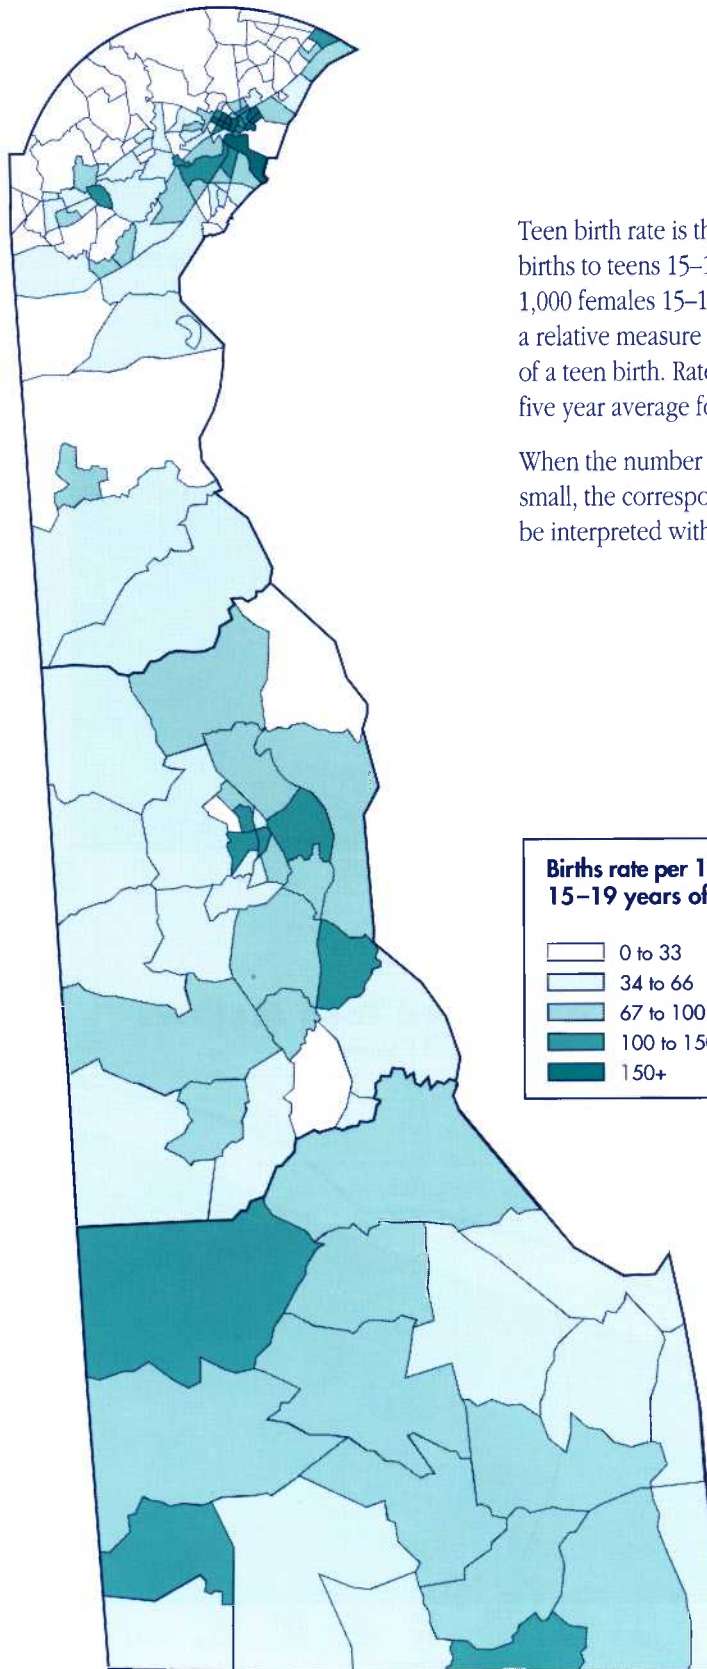 Teen birth rate is th
births to teens 15–1
1,000 females 15–1
a relative measure
of a teen birth. Rate
five year average fo
When the number
small, the correspo
be interpreted with
Births rate per 1
15–19 years of
0 to 33
34 to 66
67 to 100
100 to 150
150+